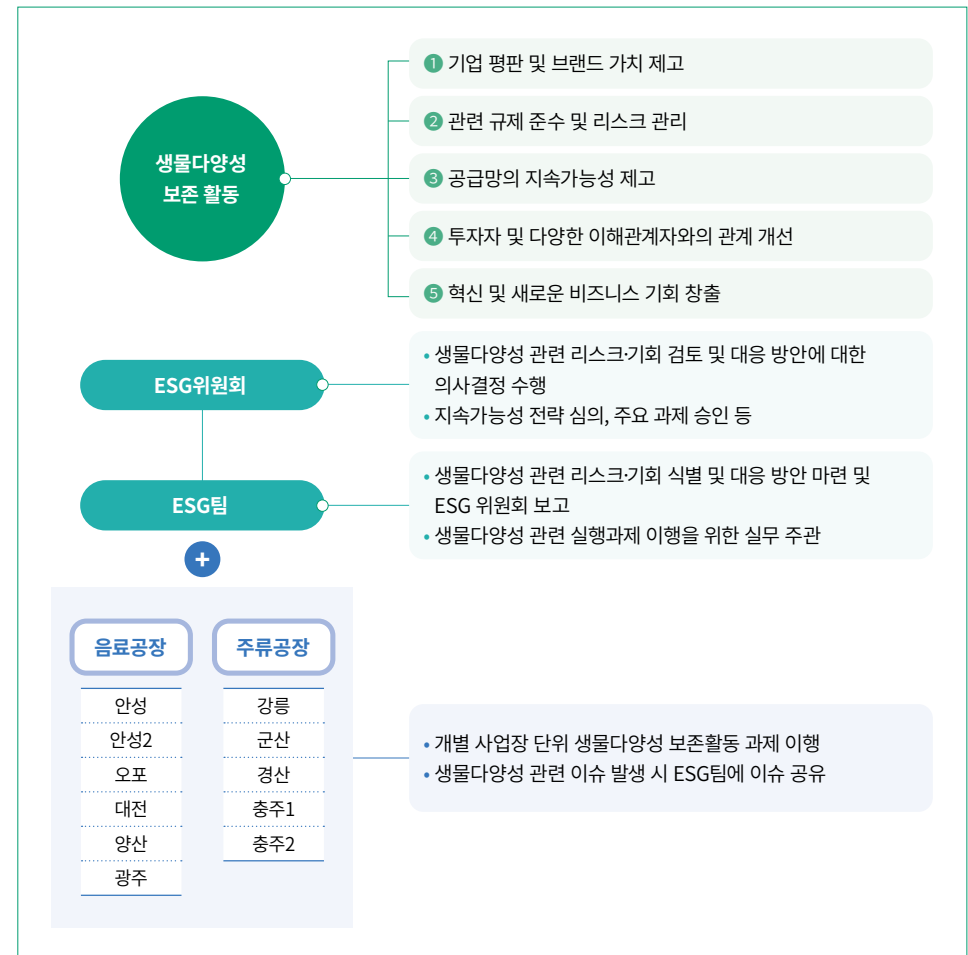 생물다양성
보존 활동
❶ 기업 평판 및 브랜드 가치 제고
❷ 관련 규제 준수 및 리스크 관리
❸ 공급망의 지속가능성 제고
❹ 투자자 및 다양한 이해관계자와의 관계 개선
❺ 혁신 및 새로운 비즈니스 기회 창출
ESG위원회
• 생물다양성 관련 리스크·기회 검토 및 대응 방안에 대한
의사결정 수행
• 지속가능성 전략 심의, 주요 과제 승인 등
ESG팀
• 생물다양성 관련 리스크·기회 식별 및 대응 방안 마련 및
ESG 위원회 보고
• 생물다양성 관련 실행과제 이행을 위한 실무 주관
+
음료공장
안성
안성2
오포
대전
양산
광주
주류공장
강릉
군산
경산
충주1
충주2
• 개별 사업장 단위 생물다양성 보존활동 과제 이행
• 생물다양성 관련 이슈 발생 시 ESG팀에 이슈 공유